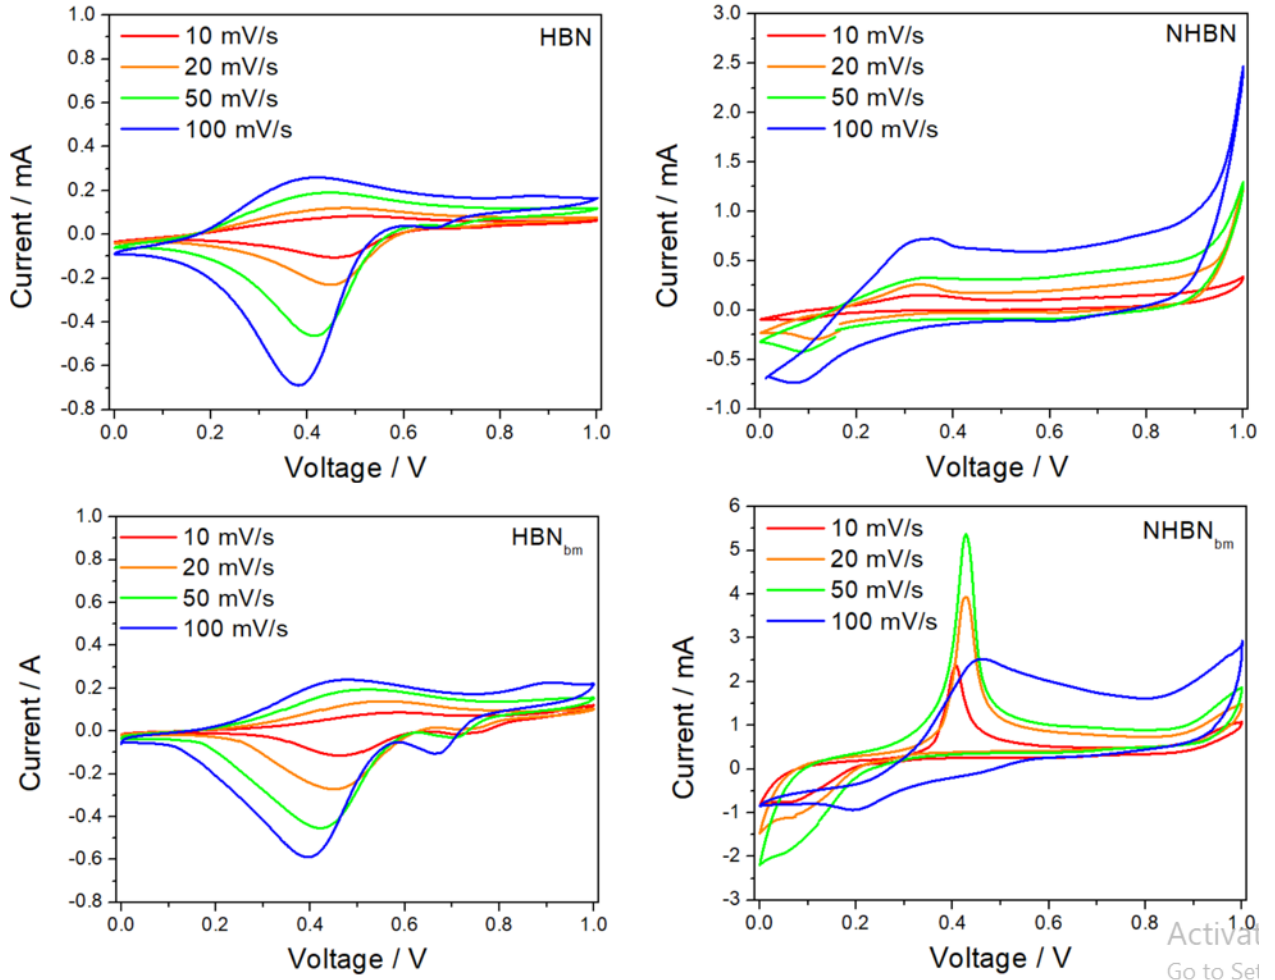 1.0
0.8
0.6
0.4
0.2
0.0
-0.2
-0.4
-0.6
-0.8
Current / mA
10 mV/s
20 mV/s
50 mV/s
100 mV/s
HBN
0.0 0.2 0.4 0.6 0.8 1.0
Voltage / V
3.0
2.5
2.0
1.5
1.0
0.5
0.0
-0.5
-1.0
Current / mA
10 mV/s
20 mV/s
50 mV/s
100 mV/s
NHBN
0.0 0.2 0.4 0.6 0.8 1.0
Voltage / V
1.0
0.8
0.6
0.4
0.2
0.0
-0.2
-0.4
-0.6
-0.8
Current / A
10 mV/s
20 mV/s
50 mV/s
100 mV/s
HBNbm
0.0 0.2 0.4 0.6 0.8 1.0
Voltage / V
6
5
4
3
2
1
0
-1
-2
-3
Current / mA
10 mV/s
20 mV/s
50 mV/s
100 mV/s
NHBNbm
0.0 0.2 0.4 0.6 0.8 1.0
Voltage / V
Activat
Go to Set